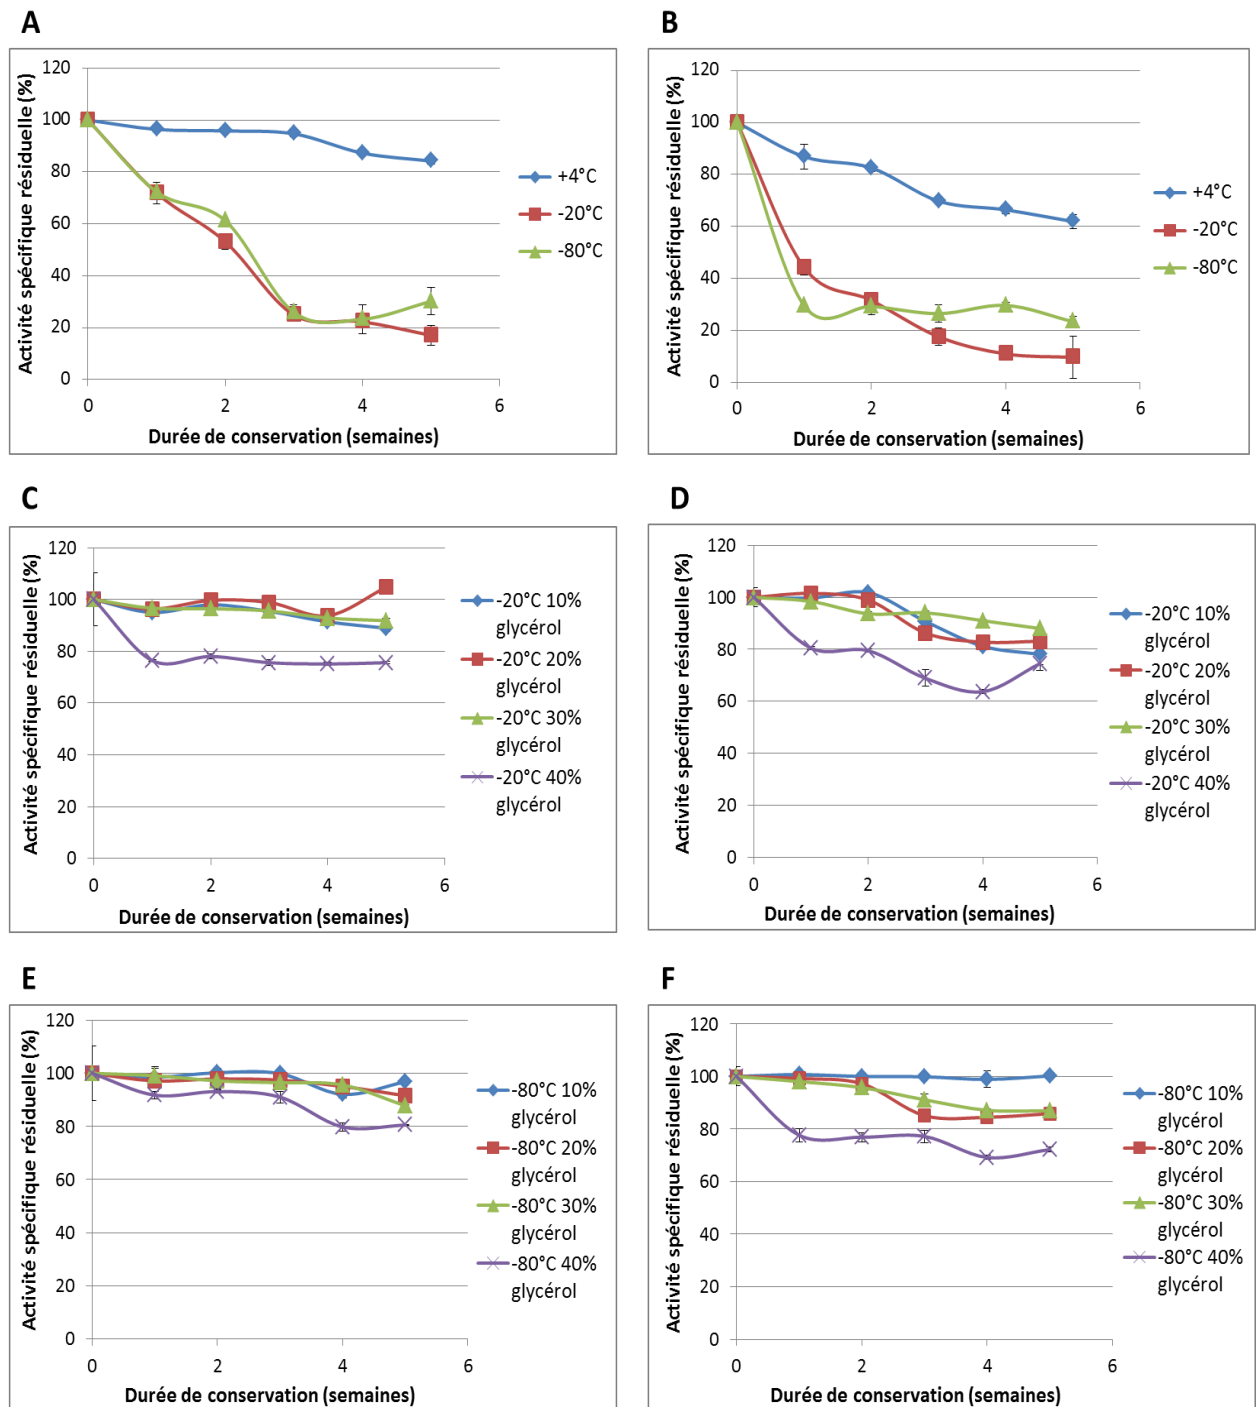 A
Activité spécifique résiduelle (%)
120
100
80
60
40
20
0
0
2
4
6
Durée de conservation (semaines)
+4°C
-20°C
-80°C
B
Activité spécifique résiduelle (%)
120
100
80
60
40
20
0
0
2
4
6
Durée de conservation (semaines)
+4°C
-20°C
-80°C
C
Activité spécifique résiduelle (%)
120
100
80
60
40
20
0
0
2
4
6
Durée de conservation (semaines)
-20°C 10%
glycérol
-20°C 20%
glycérol
-20°C 30%
glycérol
-20°C 40%
glycérol
D
Activité spécifique résiduelle (%)
120
100
80
60
40
20
0
0
2
4
6
Durée de conservation (semaines)
-20°C 10%
glycérol
-20°C 20%
glycérol
-20°C 30%
glycérol
-20°C 40%
glycérol
E
Activité spécifique résiduelle (%)
120
100
80
60
40
20
0
0
2
4
6
Durée de conservation (semaines)
-80°C 10%
glycérol
-80°C 20%
glycérol
-80°C 30%
glycérol
-80°C 40%
glycérol
F
Activité spécifique résiduelle (%)
120
100
80
60
40
20
0
0
2
4
6
Durée de conservation (semaines)
-80°C 10%
glycérol
-80°C 20%
glycérol
-80°C 30%
glycérol
-80°C 40%
glycérol